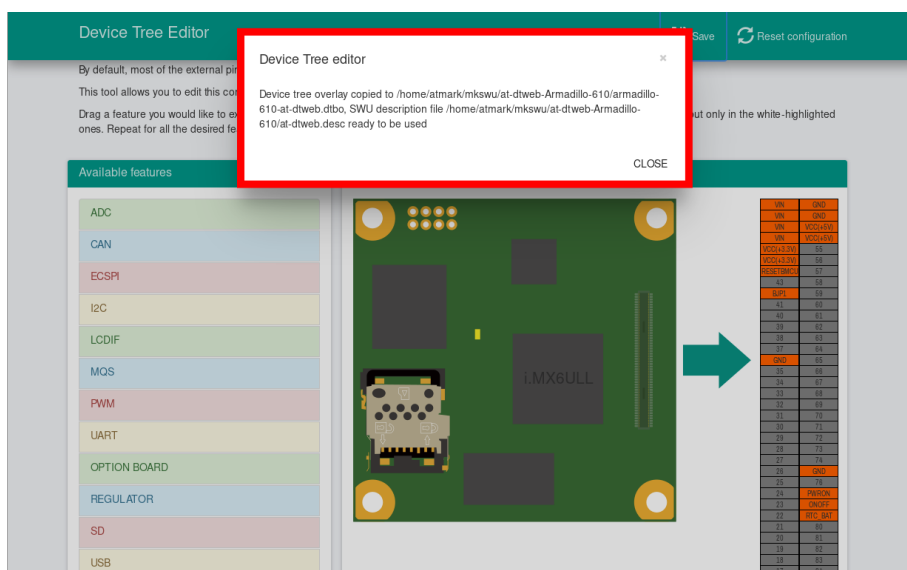 Device Tree Editor
Save
Reset configuration
By default, most of the external pi
This tool allows you to edit this co
Drag a feature you would like to e
ut only in the white-highlighted
ones. Repeat for all the desired fe
Device Tree editor
×
Device tree overlay copied to /home/atmark/mkswu/at-dtweb-Armadillo-610/armadillo-
610-at-dtweb.dtbo, SWU description file /home/atmark/mkswu/at-dtweb-Armadillo-
610/at-dtweb.desc ready to be used
CLOSE
Available features
ADC
CAN
ECSPI
I2C
LCDIF
MQS
PWM
UART
OPTION BOARD
REGULATOR
SD
USB
i.MX6ULL
VIN GND
VIN GND
VIN VCC(+5V)
VIN VCC(+5V)
VCC(+3.3V) 55
VCC(+3.3V) 56
57
43 58
59
41 60
40 61
39 62
38 63
37 64
GND 65
35 66
34 67
33 68
32 69
31 70
30 71
29 72
28 73
27 74
26 GND
25 76
24 PWRON
23 ONOFF
22 RTC_BAT
21 80
20 81
19 82
18 83